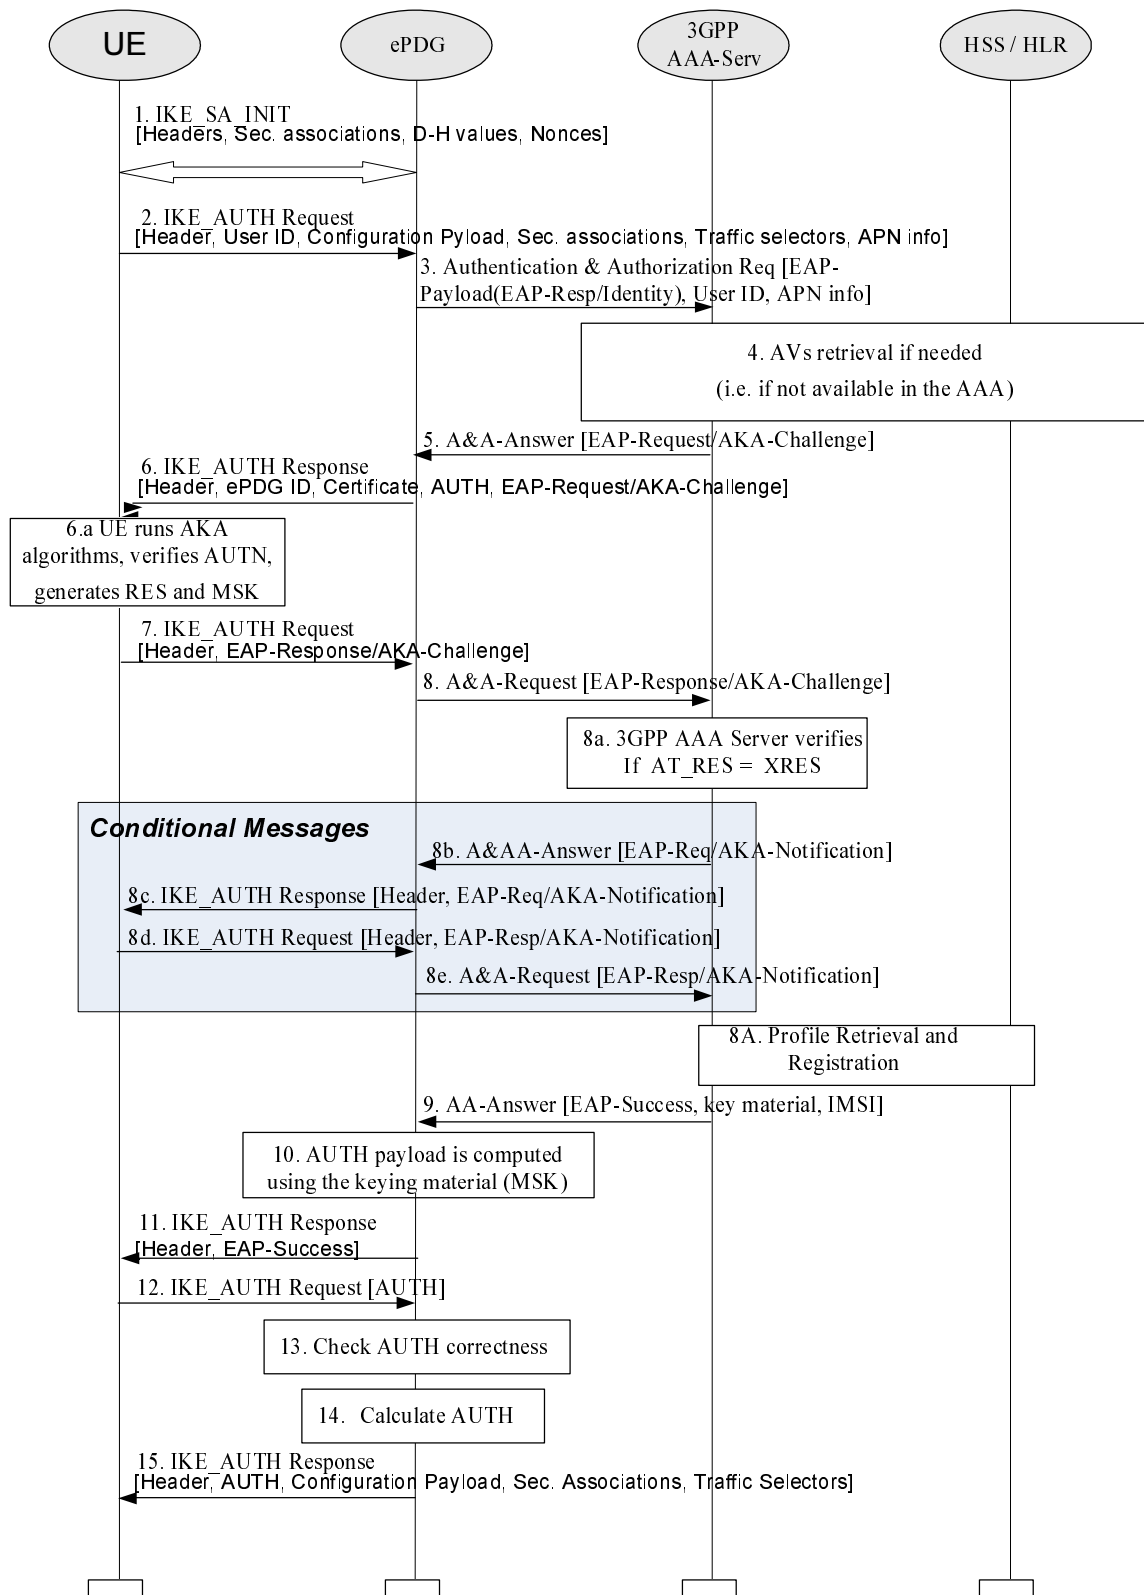 UE
ePDG
3GPP
AAA-Serv
HSS / HLR
1. IKE_SA_INIT
[Headers, Sec. associations, D-H values, Nonces]
2. IKE_AUTH Request
[Header, User ID, Configuration Pyload, Sec. associations, Traffic selectors, APN info]
3. Authentication & Authorization Req [EAP-
Payload(EAP-Resp/Identity), User ID, APN info]
4. AVs retrieval if needed
(i.e. if not available in the AAA)
5. A&A-Answer [EAP-Request/AKA-Challenge]
6. IKE_AUTH Response
[Header, ePDG ID, Certificate, AUTH, EAP-Request/AKA-Challenge]
6.a UE runs AKA
algorithms, verifies AUTN,
generates RES and MSK
7. IKE_AUTH Request
[Header, EAP-Response/AKA-Challenge]
8. A&A-Request [EAP-Response/AKA-Challenge]
8a. 3GPP AAA Server verifies
If AT_RES = XRES
Conditional Messages
8b. A&AA-Answer [EAP-Req/AKA-Notification]
8c. IKE_AUTH Response [Header, EAP-Req/AKA-Notification]
8d. IKE_AUTH Request [Header, EAP-Resp/AKA-Notification]
8e. A&A-Request [EAP-Resp/AKA-Notification]
8A. Profile Retrieval and
Registration
9. AA-Answer [EAP-Success, key material, IMSI]
10. AUTH payload is computed
using the keying material (MSK)
11. IKE_AUTH Response
[Header, EAP-Success]
12. IKE_AUTH Request [AUTH]
13. Check AUTH correctness
14. Calculate AUTH
15. IKE_AUTH Response
[Header, AUTH, Configuration Payload, Sec. Associations, Traffic Selectors]